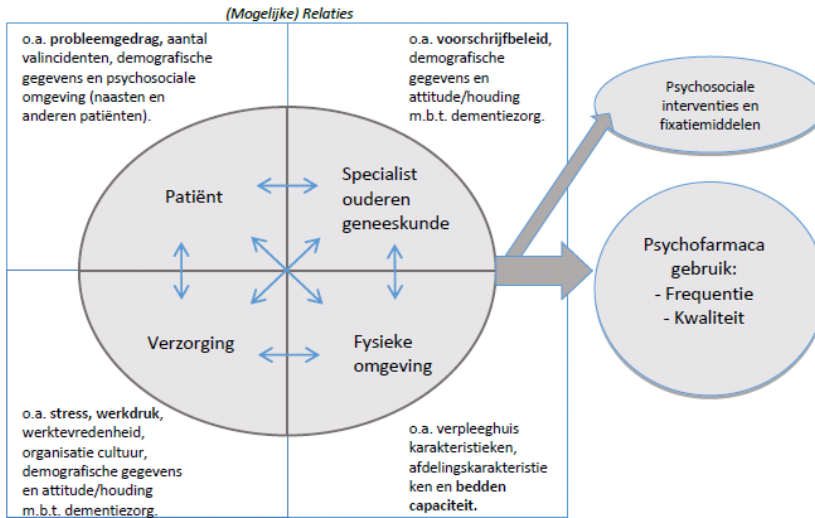 (Mogelijke) Relaties
o.a. probleemgedrag, aantal
valincidenten, demografische
gegevens en psychosociale
omgeving (naasten en
anderen patiënten).
o.a. voorschrijfbeleid,
demografische
gegevens en
attitude/houding
m.b.t. dementiezorg.
Psychosociale
interventies en
fixatiemiddelen
Patiënt
Specialist
ouderen
geneeskunde
Psychofarmaca
gebruik:
- Frequentie
- Kwaliteit
Verzorging
Fysieke
omgeving
o.a. stress, werkdruk,
werktevredenheid,
organisatie cultuur,
demografische gegevens
en attitude/houding
m.b.t. dementiezorg.
o.a. verpleeghuis
karakteristieken,
afdelingskarakteristie
ken en bedden
capaciteit.